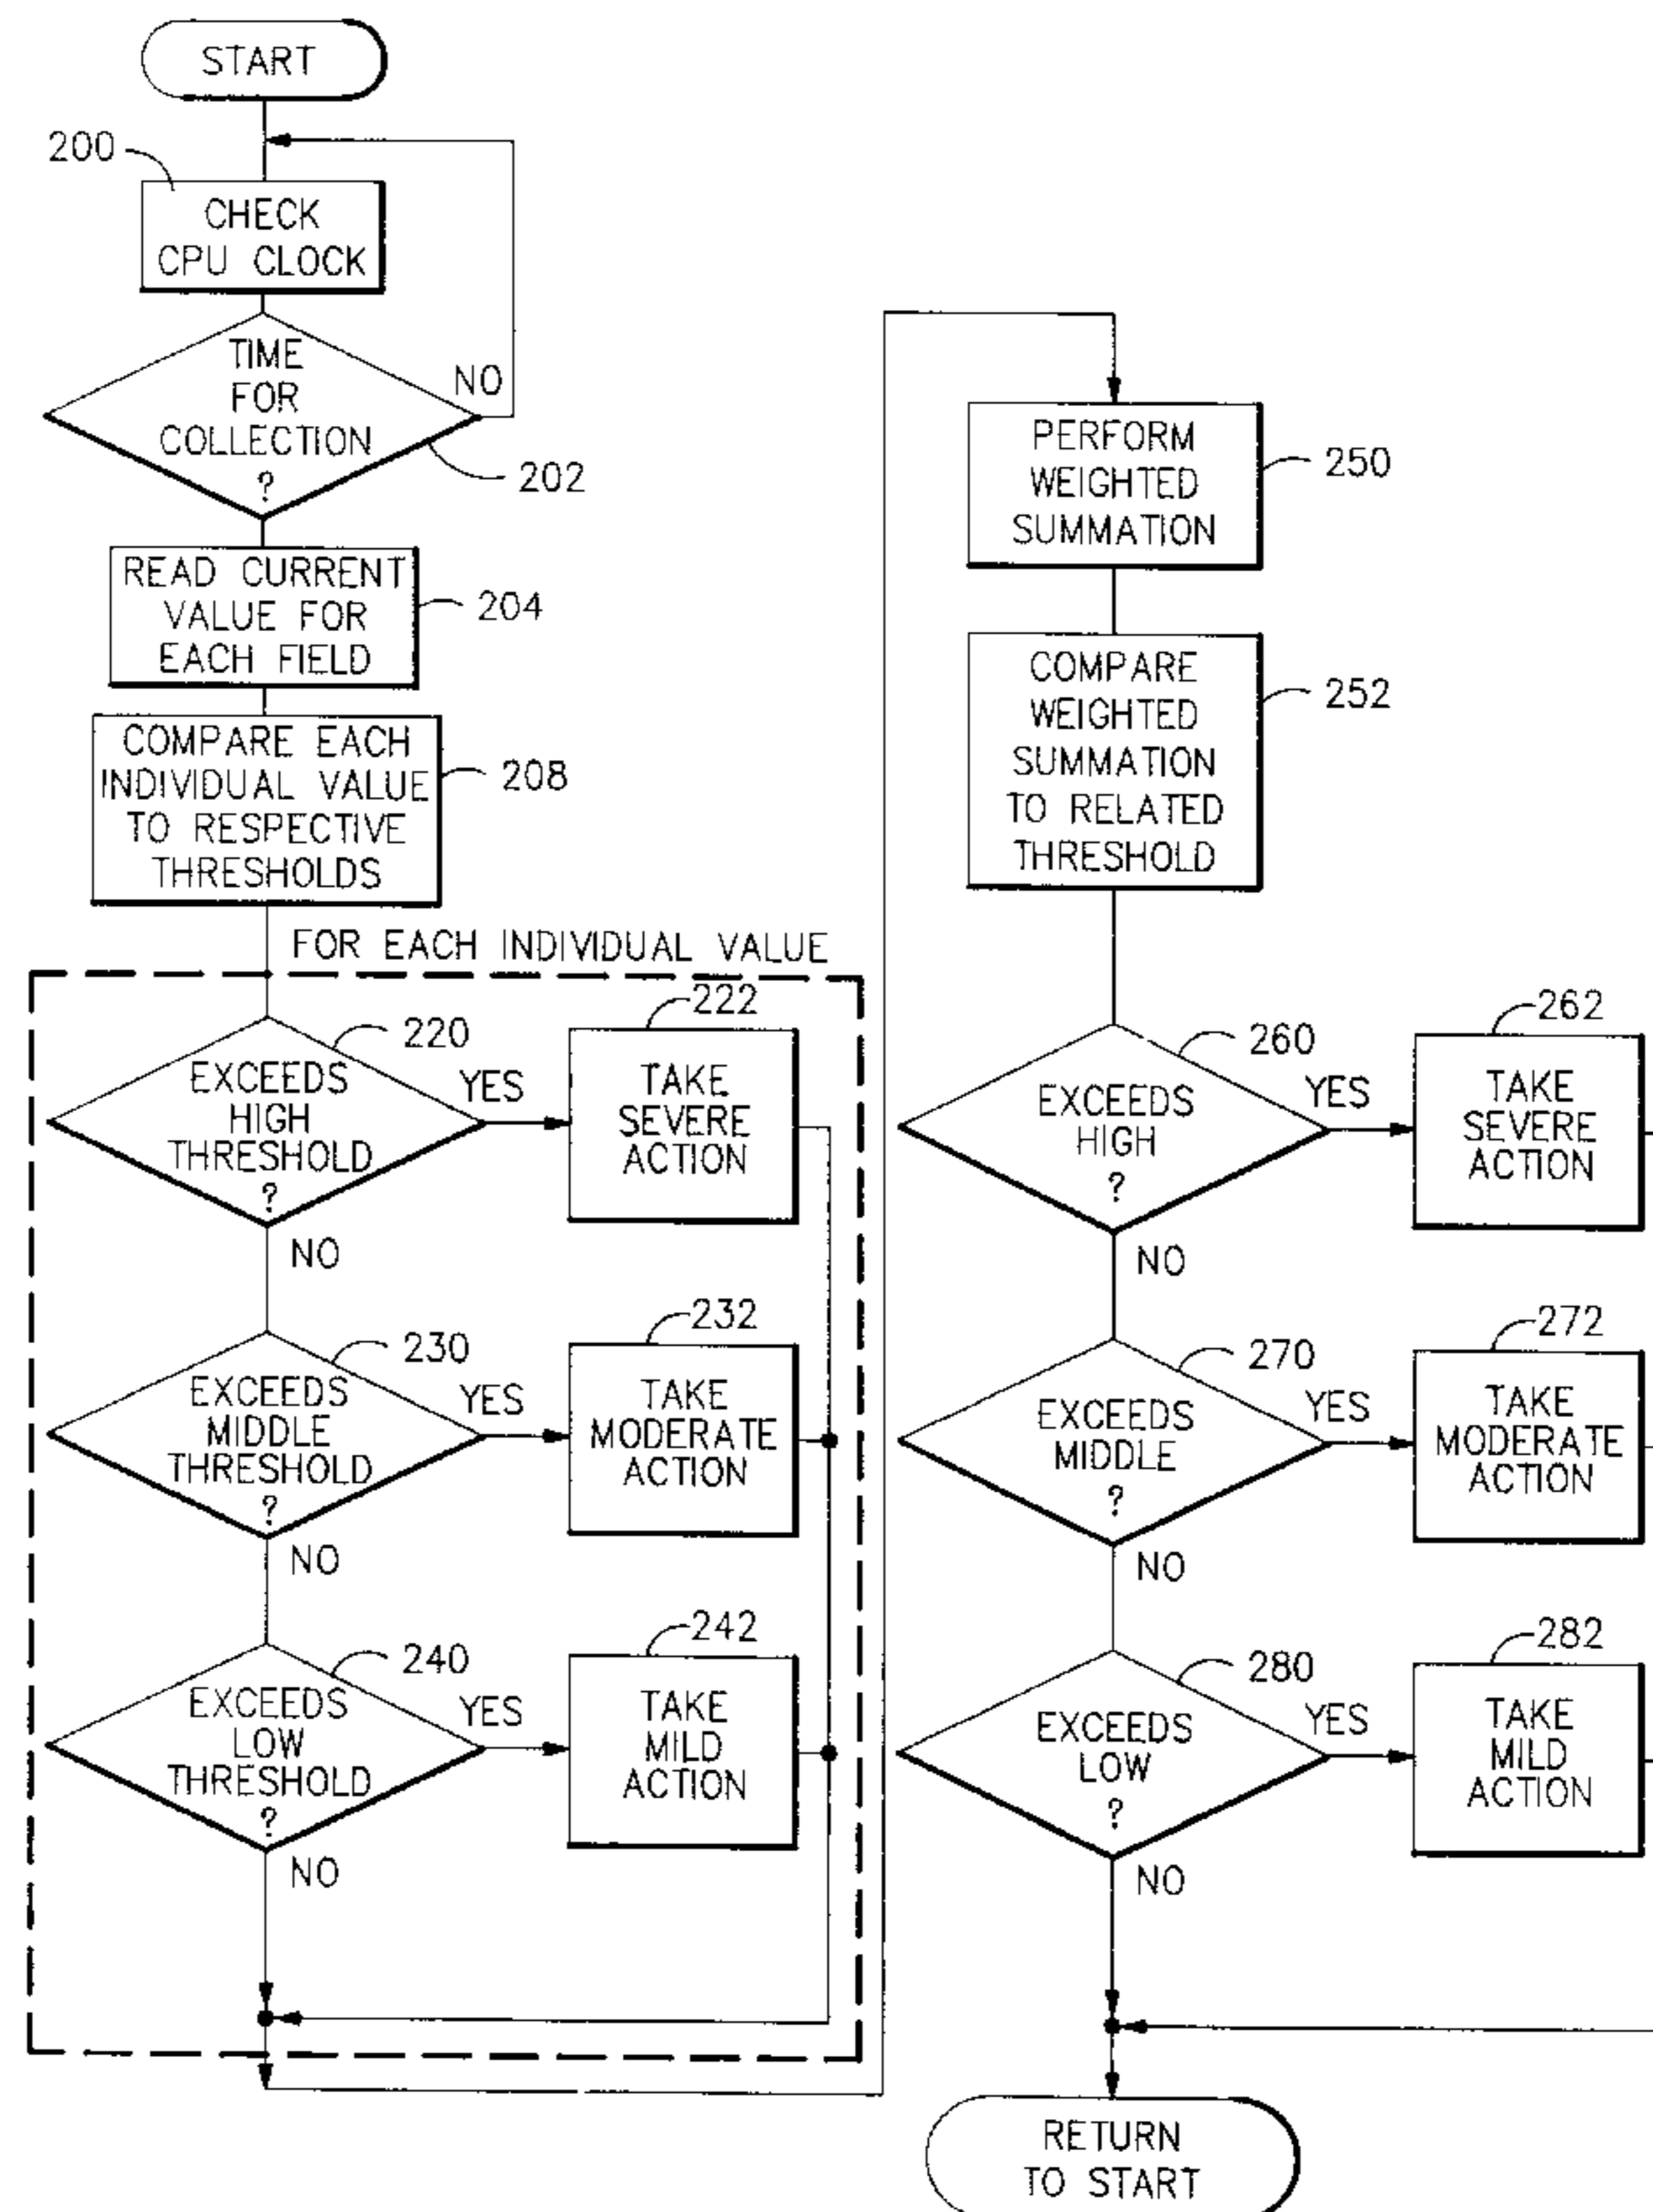 START
200
CHECK
CPU CLOCK
TIME
FOR
COLLECTION
?
NO
202
READ CURRENT
VALUE FOR
EACH FIELD
204
COMPARE EACH
INDIVIDUAL VALUE
TO RESPECTIVE
THRESHOLDS
208
FOR EACH INDIVIDUAL VALUE
220
EXCEEDS
HIGH
THRESHOLD
?
YES
NO
222
TAKE
SEVERE
ACTION
230
EXCEEDS
MIDDLE
THRESHOLD
?
YES
NO
232
TAKE
MODERATE
ACTION
240
EXCEEDS
LOW
THRESHOLD
?
YES
NO
242
TAKE
MILD
ACTION
PERFORM
WEIGHTED
SUMMATION
250
COMPARE
WEIGHTED
SUMMATION
TO RELATED
THRESHOLD
252
260
EXCEEDS
HIGH
?
YES
NO
262
TAKE
SEVERE
ACTION
270
EXCEEDS
MIDDLE
?
YES
NO
272
TAKE
MODERATE
ACTION
280
EXCEEDS
LOW
?
YES
NO
282
TAKE
MILD
ACTION
RETURN
TO START